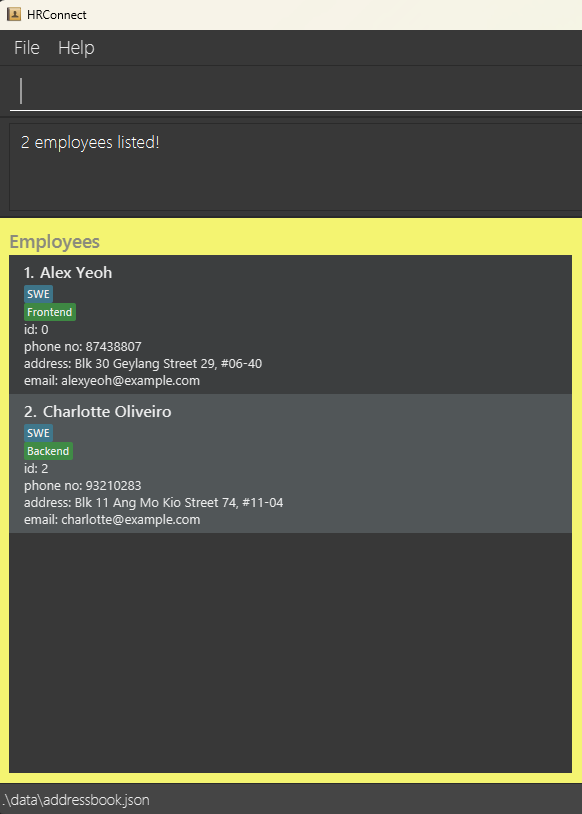 HRConnect
File Help
2 employees listed!
Employees
1. Alex Yeoh
SWE
Frontend
id: 0
phone no: 87438807
address: Blk 30 Geylang Street 29, #06-40
email: alexyeoh@example.com
2. Charlotte Oliveiro
SWE
Backend
id: 2
phone no: 93210283
address: Blk 11 Ang Mo Kio Street 74, #11-04
email: charlotte@example.com
.\data\addressbook.json